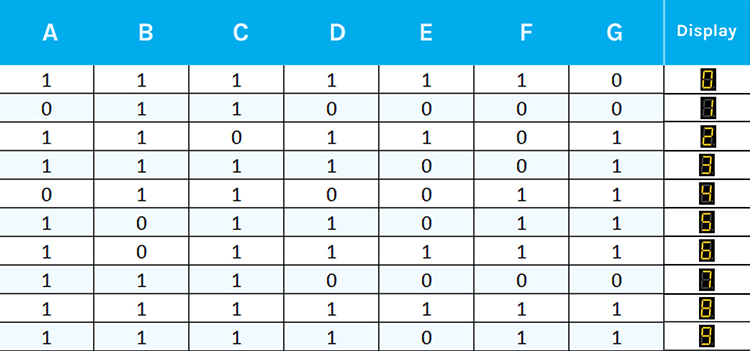 A B C D E F G Display
1 1 1 1 1 1 0 0
0 1 1 0 0 0 0 1
1 1 0 1 1 0 1 2
1 1 1 1 0 0 1 3
0 1 1 0 0 1 1 4
1 0 1 1 0 1 1 5
1 0 1 1 1 1 1 6
1 1 1 0 0 0 0 7
1 1 1 1 1 1 1 8
1 1 1 1 0 1 1 9